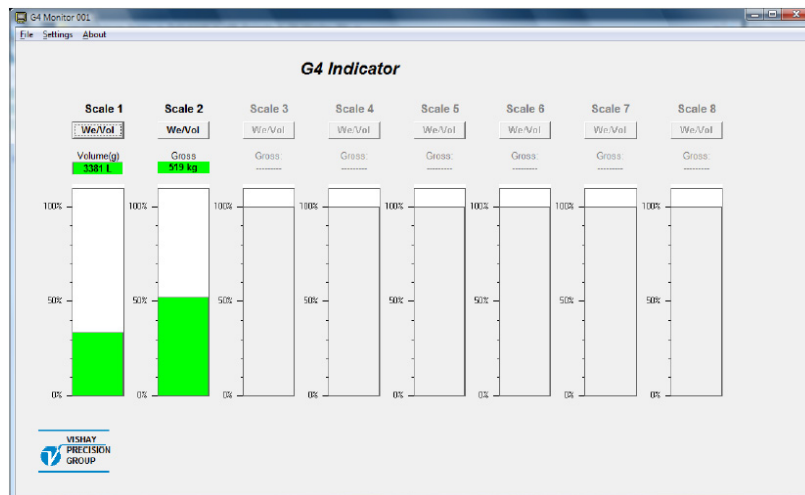 G4 Monitor 001
File Settings About
G4 Indicator
Scale 1 Scale 2 Scale 3 Scale 4 Scale 5 Scale 6 Scale 7 Scale 8
We/Vol We/Vol We/Vol We/Vol We/Vol We/Vol We/Vol We/Vol
Volume(g) Gross Gross: Gross: Gross: Gross: Gross: Gross:
3381 L 519 kg --------- --------- --------- --------- --------- ---------
100% 100% 100% 100% 100% 100% 100% 100%
50% 50% 50% 50% 50% 50% 50% 50%
0% 0% 0% 0% 0% 0% 0% 0%
VISHAY
PRECISION
GROUP